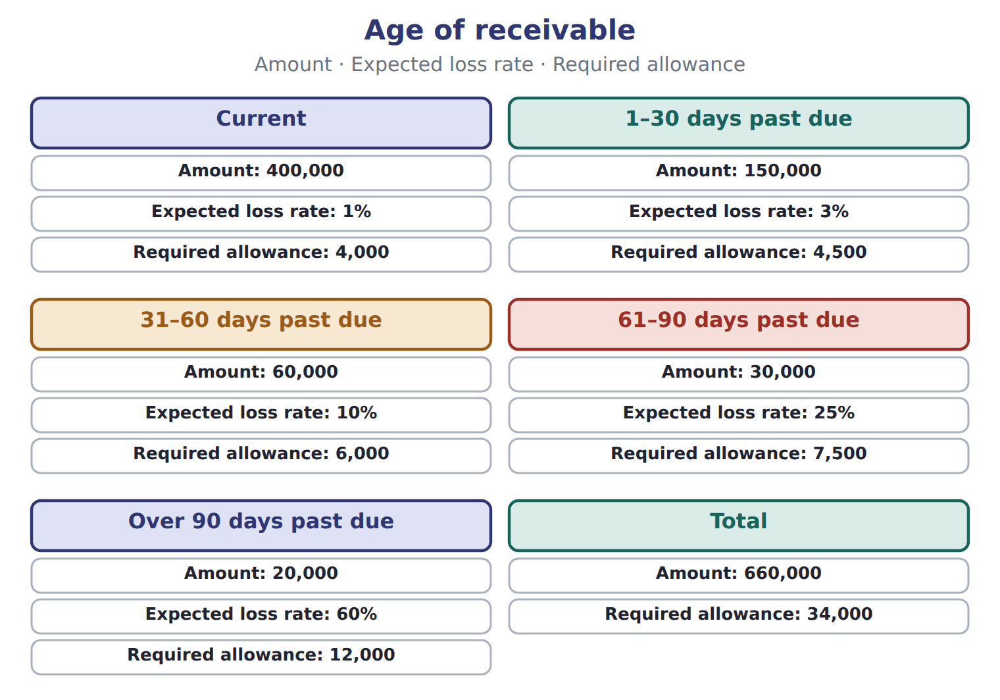 Age of receivable
Amount · Expected loss rate · Required allowance
Current
Amount: 400,000
Expected loss rate: 1%
Required allowance: 4,000
1–30 days past due
Amount: 150,000
Expected loss rate: 3%
Required allowance: 4,500
31–60 days past due
Amount: 60,000
Expected loss rate: 10%
Required allowance: 6,000
61–90 days past due
Amount: 30,000
Expected loss rate: 25%
Required allowance: 7,500
Over 90 days past due
Amount: 20,000
Expected loss rate: 60%
Required allowance: 12,000
Total
Amount: 660,000
Required allowance: 34,000